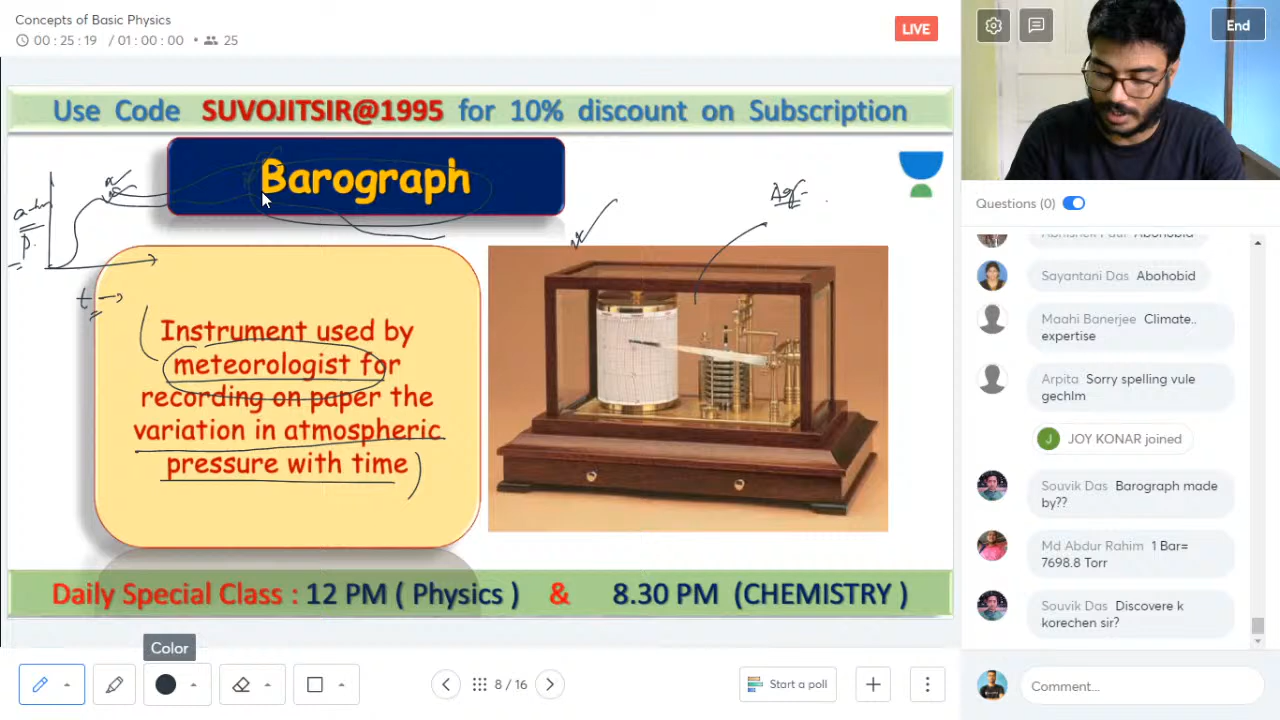 Concepts of Basic Physics
00 : 25 : 19 / 01 : 00 : 00 • 25
LIVE
End
Use Code SUVOJITSIR@1995 for 10% discount on Subscription
Barograph
t
Instrument used by
meteorologist for
recording on paper the
variation in atmospheric
pressure with time
Daily Special Class : 12 PM ( Physics ) & 8.30 PM (CHEMISTRY )
Color
8 / 16
Start a poll
Questions (0)
Sayantani Das Abohobid
Maahi Banerjee Climate..
expertise
Arpita Sorry spelling vule
gechlm
J JOY KONAR joined
Souvik Das Barograph made
by??
Md Abdur Rahim 1 Bar=
7698.8 Torr
Souvik Das Discovere k
korechen sir?
Comment...